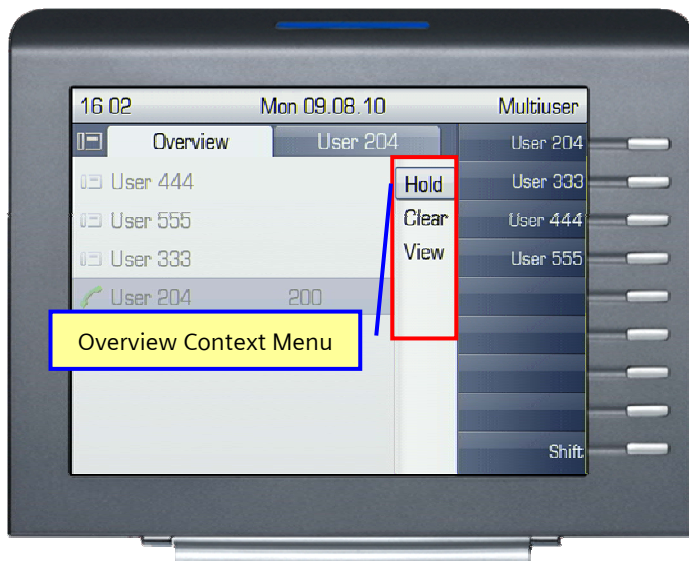 16 02 Mon 09.08.10 Multiuser
Overview User 204 User 204
User 444 Hold User 333
User 555 Clear User 444
User 333 View User 555
User 204 200
Overview Context Menu
Shift